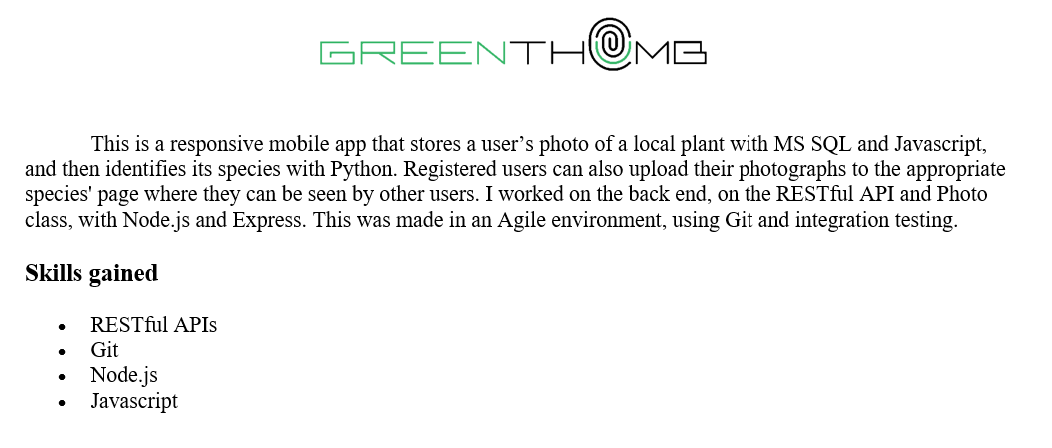 GREENTHUMB
This is a responsive mobile app that stores a user’s photo of a local plant with MS SQL and Javascript,
and then identifies its species with Python. Registered users can also upload their photographs to the appropriate
species' page where they can be seen by other users. I worked on the back end, on the RESTful API and Photo
class, with Node.js and Express. This was made in an Agile environment, using Git and integration testing.
Skills gained
• RESTful APIs
• Git
• Node.js
• Javascript